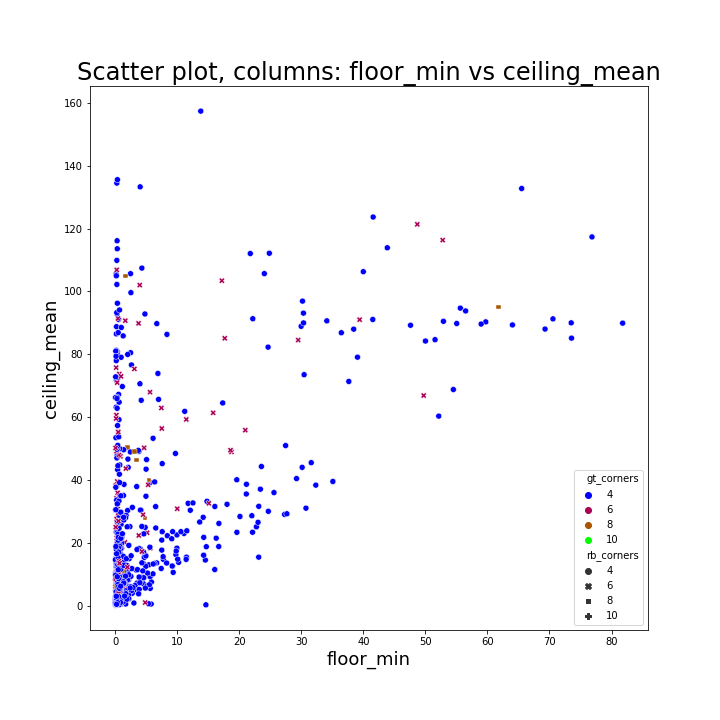 Scatter plot, columns: floor_min vs ceiling_mean
ceiling_mean
160
140
120
100
80
60
40
20
0
0 10 20 30 40 50 60 70 80
floor_min
gt_corners
4
6
8
10
rb_corners
4
6
8
10